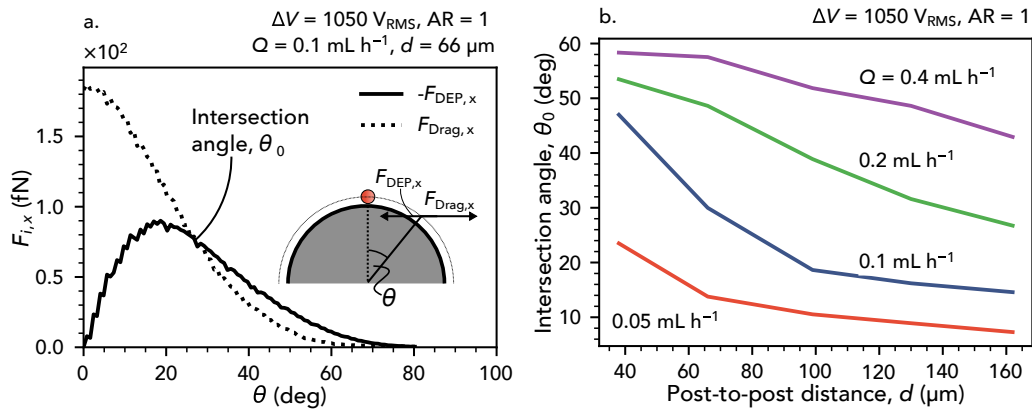 a.
ΔV = 1050 V_RMS, AR = 1
Q = 0.1 mL h⁻¹, d = 66 μm
×10²
1.5
1.0
0.5
0.0
F_i,x (fN)
0
20
40
60
80
100
θ (deg)
-F_DEP, x
F_Drag, x
Intersection
angle, θ₀
F_DEP,x
F_Drag,x
θ
b.
ΔV = 1050 V_RMS, AR = 1
60
50
40
30
20
10
Intersection angle, θ₀ (deg)
40
60
80
100
120
140
160
Post-to-post distance, d (μm)
Q = 0.4 mL h⁻¹
0.2 mL h⁻¹
0.1 mL h⁻¹
0.05 mL h⁻¹